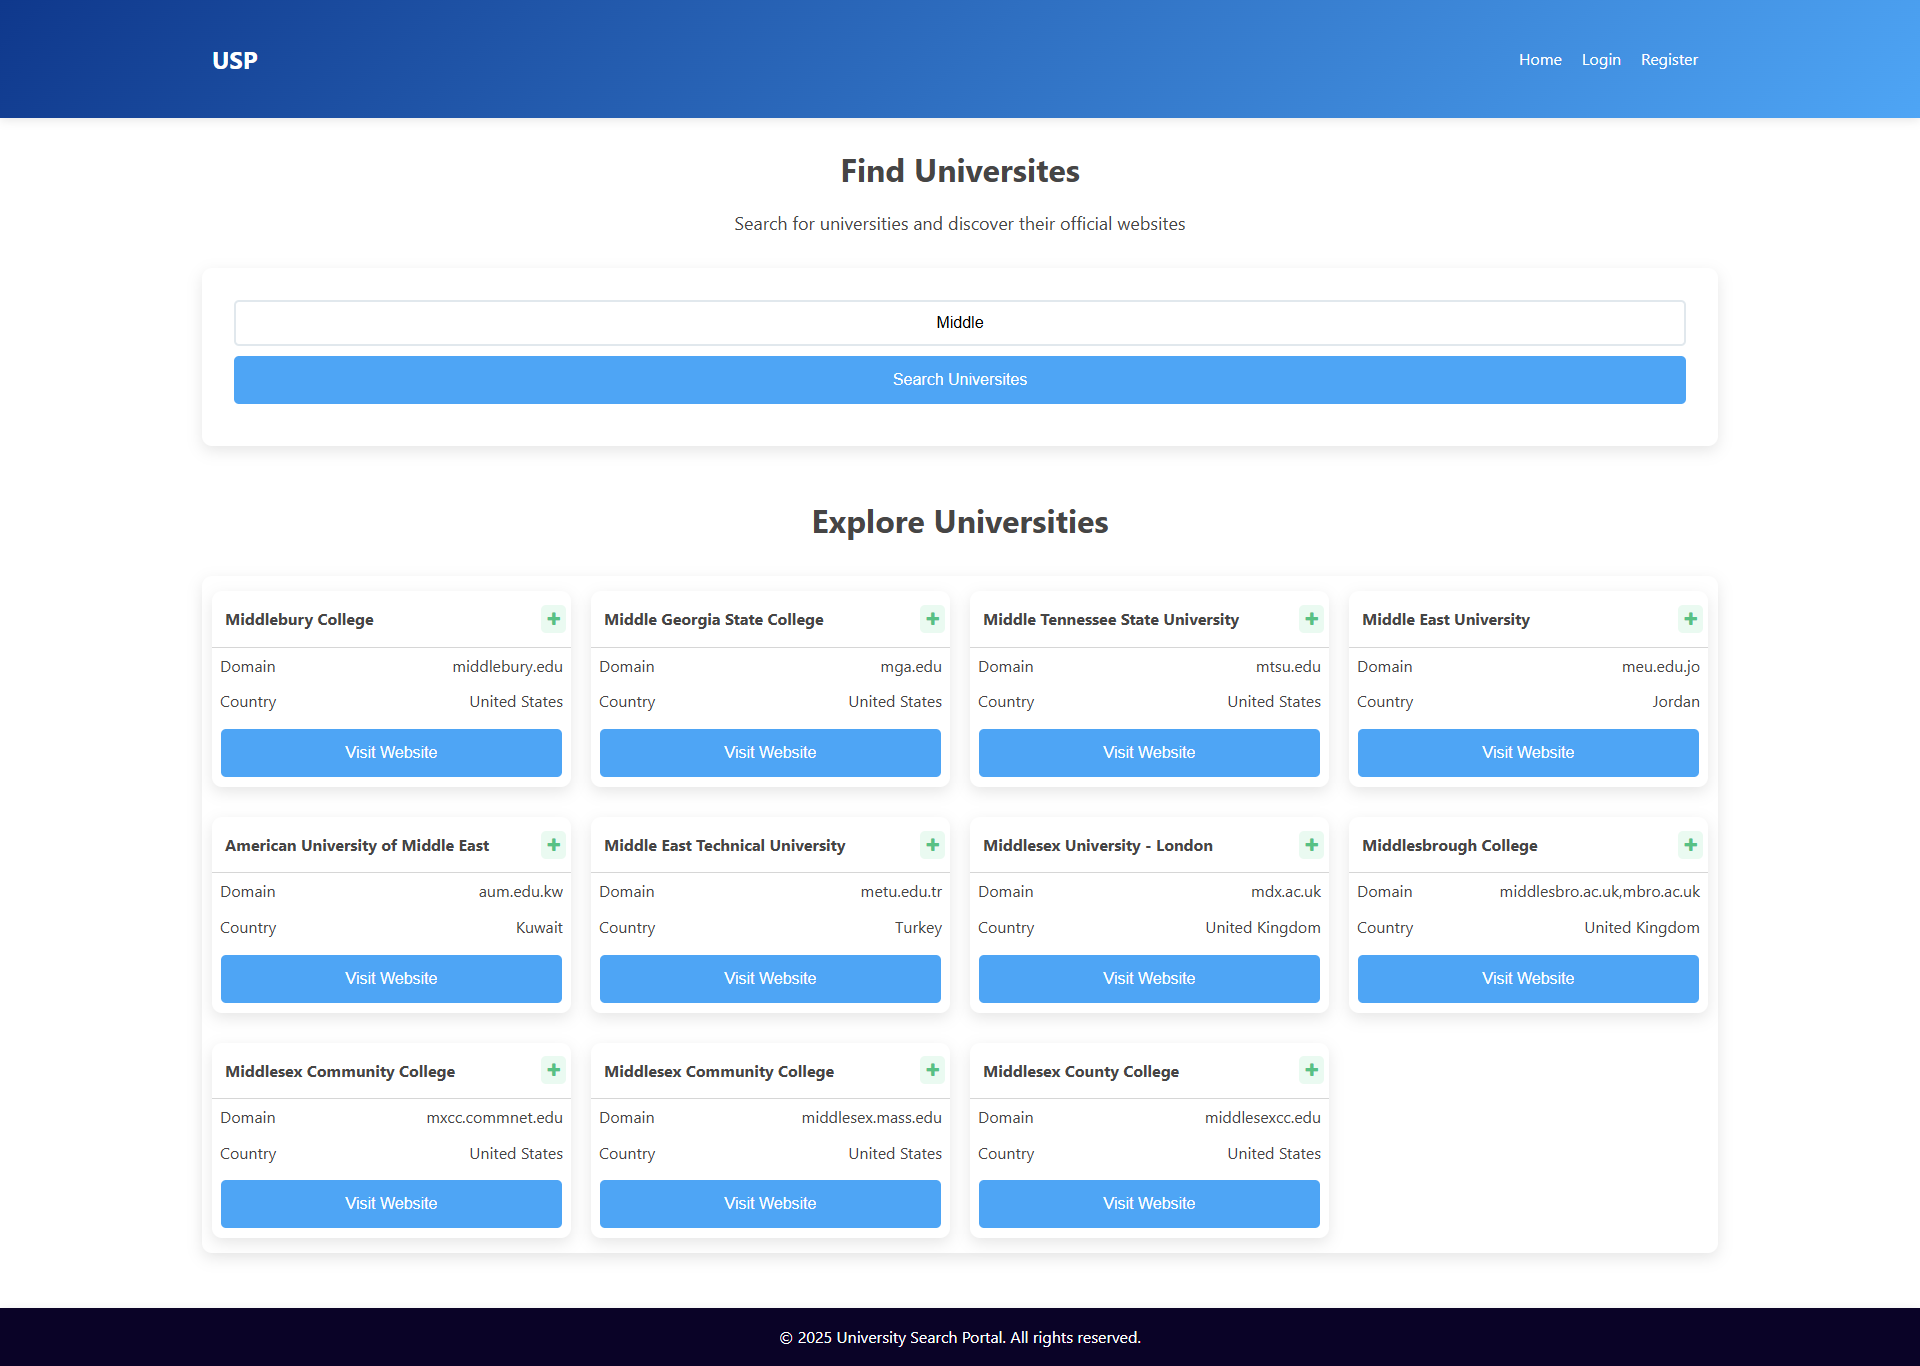 USP
Home Login Register
Find Universites
Search for universities and discover their official websites
Middle
Search Universites
Explore Universities
Middlebury College
Domain middlebury.edu
Country United States
Visit Website
Middle Georgia State College
Domain mga.edu
Country United States
Visit Website
Middle Tennessee State University
Domain mtsu.edu
Country United States
Visit Website
Middle East University
Domain meu.edu.jo
Country Jordan
Visit Website
American University of Middle East
Domain aum.edu.kw
Country Kuwait
Visit Website
Middle East Technical University
Domain metu.edu.tr
Country Turkey
Visit Website
Middlesex University - London
Domain mdx.ac.uk
Country United Kingdom
Visit Website
Middlesbrough College
Domain middlesbro.ac.uk,mbro.ac.uk
Country United Kingdom
Visit Website
Middlesex Community College
Domain mxcc.commnet.edu
Country United States
Visit Website
Middlesex Community College
Domain middlesex.mass.edu
Country United States
Visit Website
Middlesex County College
Domain middlesexcc.edu
Country United States
Visit Website
© 2025 University Search Portal. All rights reserved.